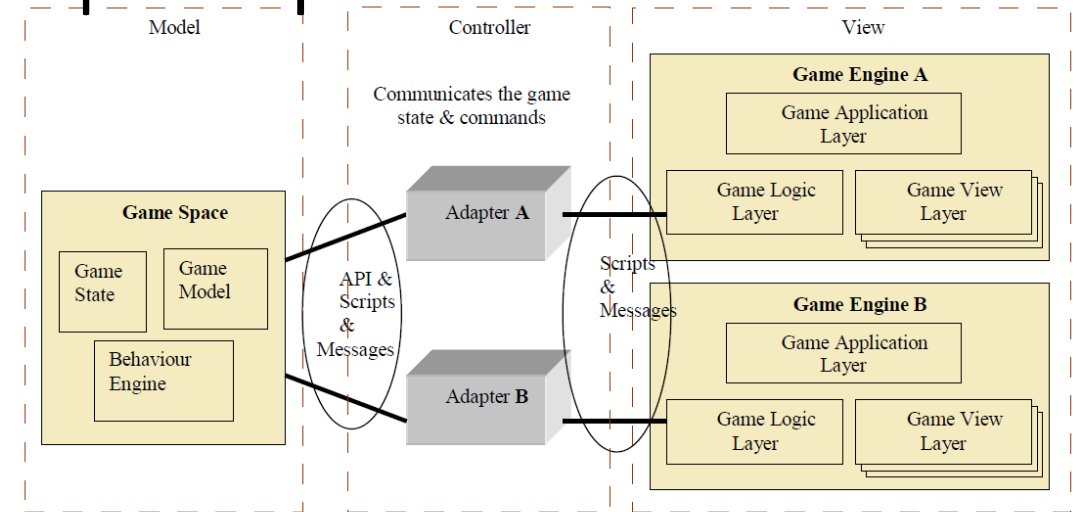 Model
Controller
View
Communicates the game
state & commands
Game Space
Game
State
Game
Model
Behaviour
Engine
API &
Scripts
&
Messages
Adapter A
Adapter B
Scripts
&
Messages
Game Engine A
Game Application
Layer
Game Logic
Layer
Game View
Layer
Game Engine B
Game Application
Layer
Game Logic
Layer
Game View
Layer